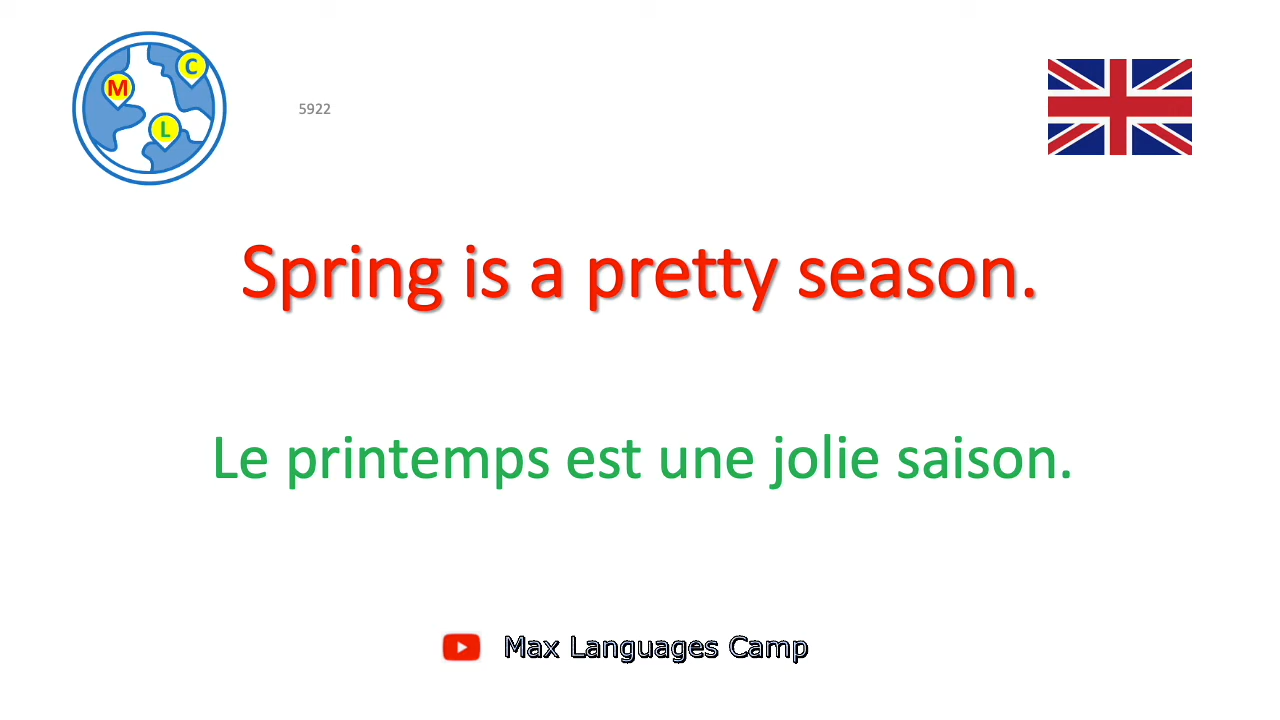 C
M
L
5922
Spring is a pretty season.
Le printemps est une jolie saison.
Max Languages Camp